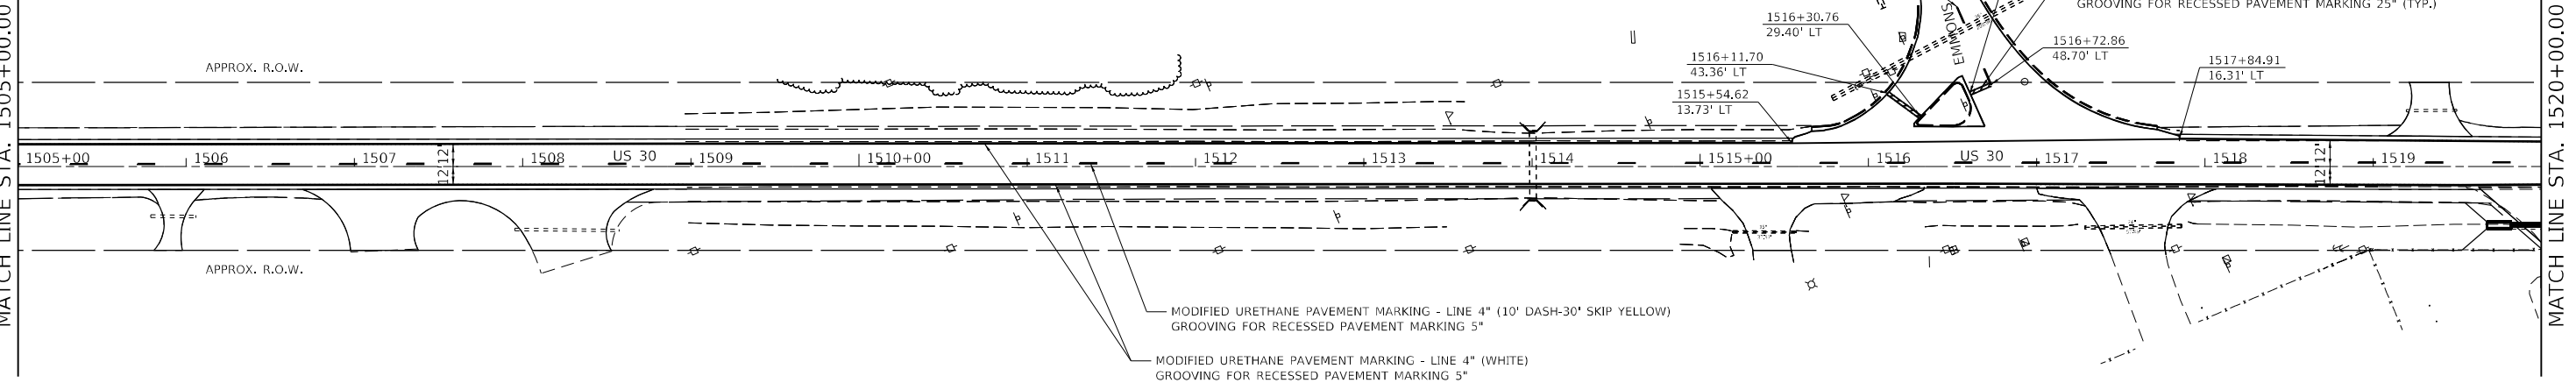 MATCH LINE STA. 1505+00.00
GROOVING FOR RECESSED PAVEMENT MARKING 25" (TYP.)
1516+30.76
29.40' LT
EMMONS
1516+72.86
48.70' LT
1516+11.70
43.36' LT
1517+84.91
16.31' LT
1515+54.62
13.73' LT
APPROX. R.O.W.
1505+00
1506
1507
1508
US 30
1509
1510+00
1511
1512
1513
1514
1515+00
1516
US 30
1517
1518
1519
12' 12'
12' 12'
APPROX. R.O.W.
MODIFIED URETHANE PAVEMENT MARKING - LINE 4" (10' DASH-30' SKIP YELLOW)
GROOVING FOR RECESSED PAVEMENT MARKING 5"
MODIFIED URETHANE PAVEMENT MARKING - LINE 4" (WHITE)
GROOVING FOR RECESSED PAVEMENT MARKING 5"
MATCH LINE STA. 1520+00.00